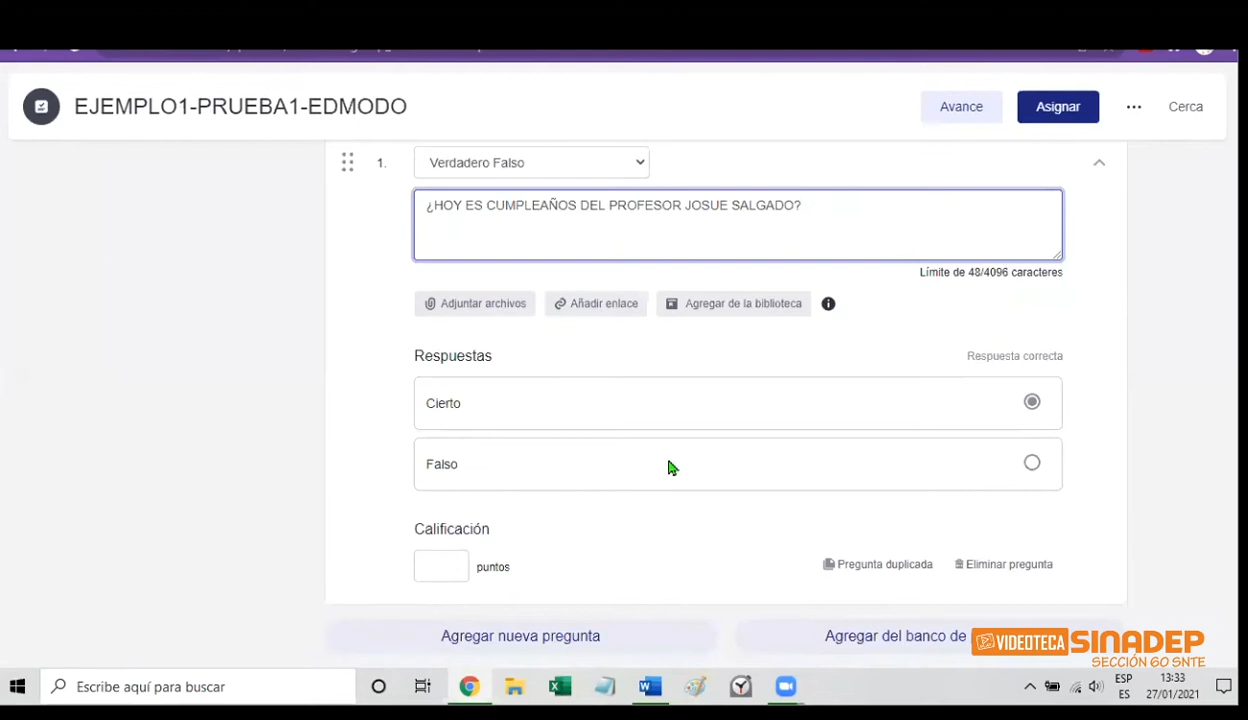 EJEMPLO1-PRUEBA1-EDMODO
Avance
Asignar
Cerca
1.
Verdadero Falso
¿HOY ES CUMPLEAÑOS DEL PROFESOR JOSUE SALGADO?
Límite de 48/4096 caracteres
Adjuntar archivos
Añadir enlace
Agregar de la biblioteca
Respuestas
Respuesta correcta
Cierto
Falso
Calificación
puntos
Pregunta duplicada
Eliminar pregunta
Agregar nueva pregunta
Agregar del banco de
VIDEOTECA SINADEP
SECCIÓN 60 SNTE
Escribe aquí para buscar
ESP
ES
13:33
27/01/2021